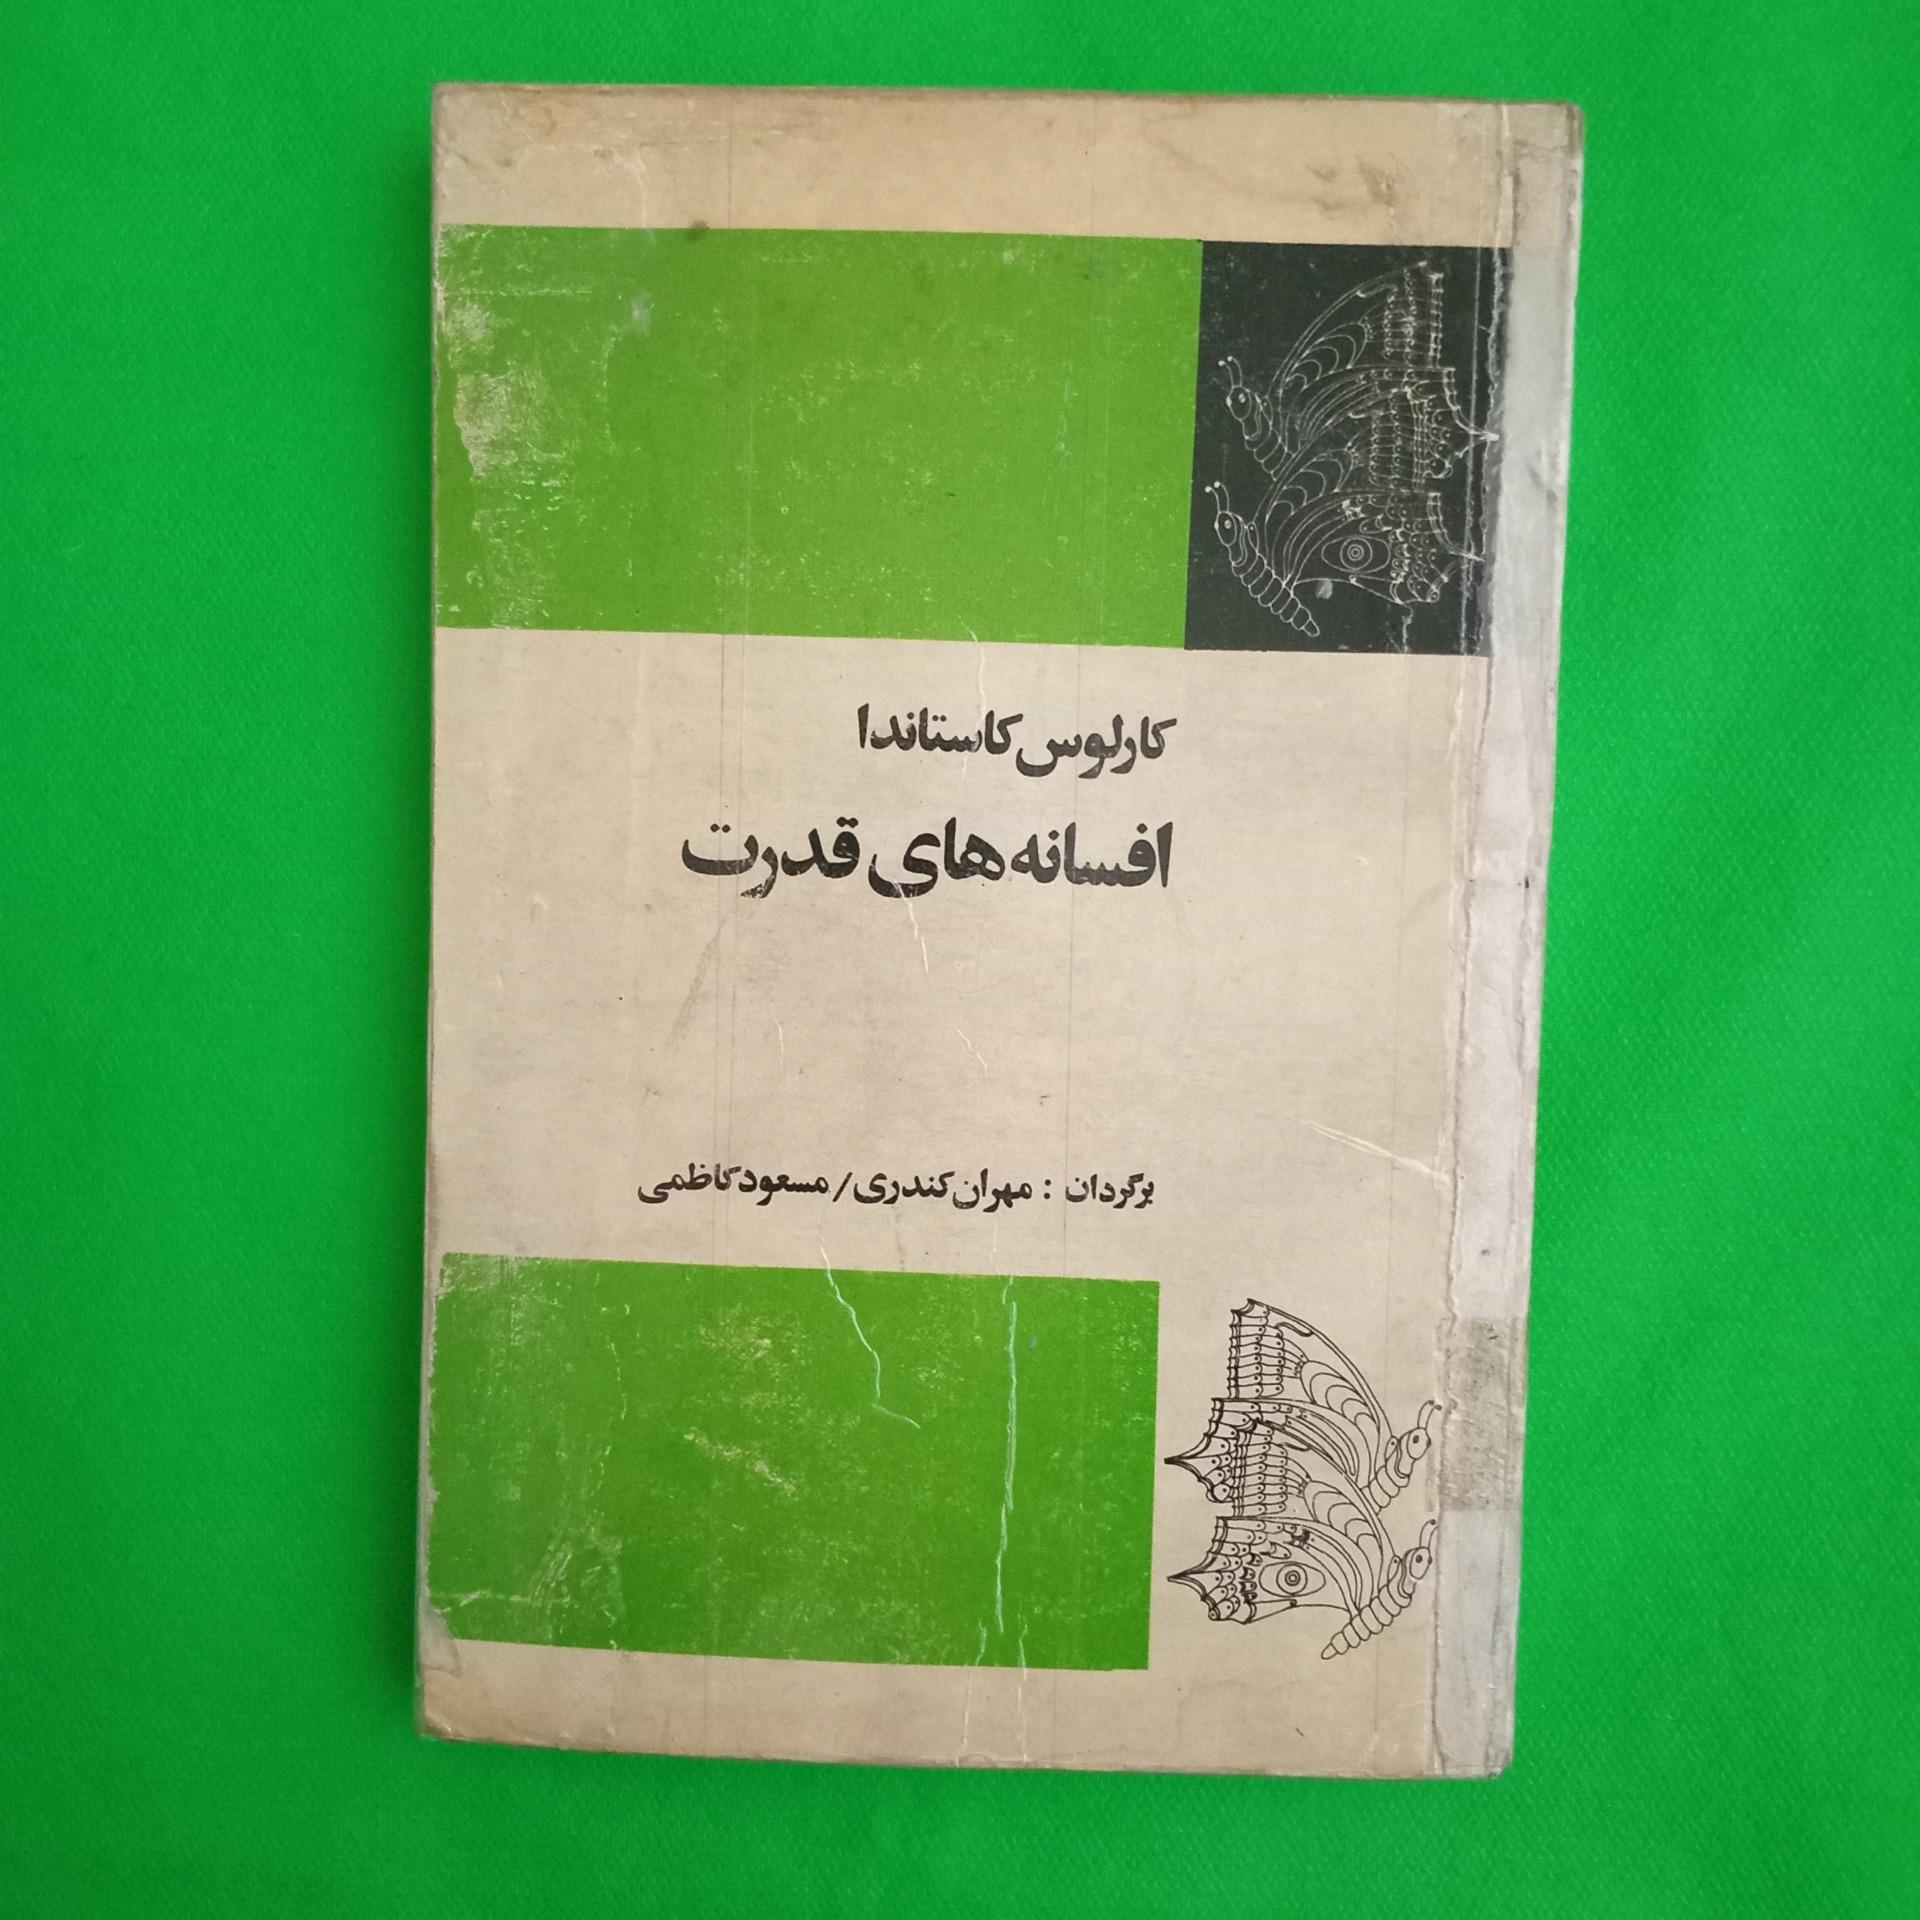 کارلوس کاستاندا
افسانه‌های قدرت
برگردان : مهران کندری / مسعود کاظمی